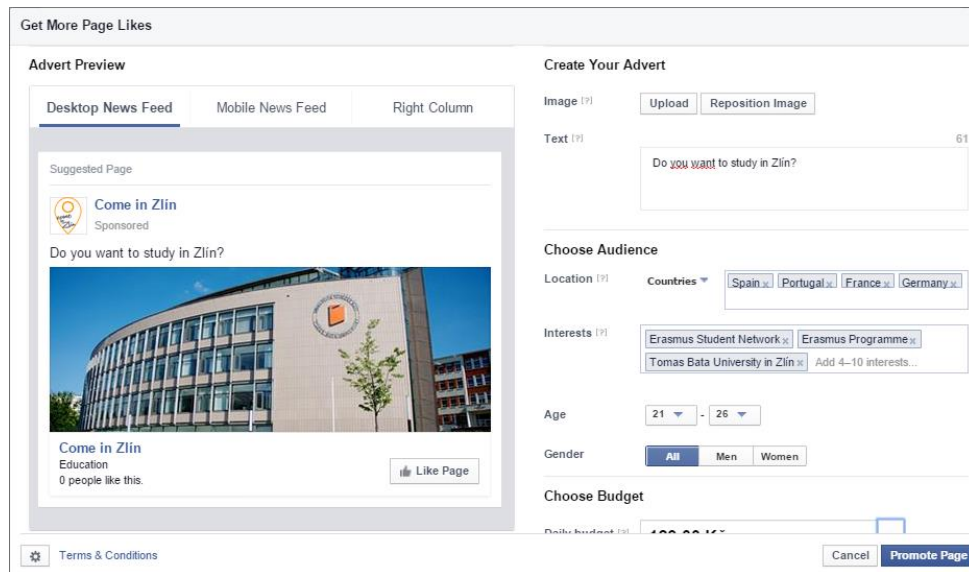 Get More Page Likes
Advert Preview
Desktop News Feed
Mobile News Feed
Right Column
Suggested Page
Come in Zlín
Sponsored
Do you want to study in Zlín?
Come in Zlín
Education
0 people like this.
Like Page
Create Your Advert
Image [?]
Upload
Reposition Image
Text [?]
61
Do you want to study in Zlín?
Choose Audience
Location [?]
Countries
Spain x Portugal x France x Germany x
Interests [?]
Erasmus Student Network x Erasmus Programme x
Tomas Bata University in Zlín x Add 4–10 interests...
Age
21 - 26
Gender
All Men Women
Choose Budget
Daily budget [?]
Terms & Conditions
Cancel
Promote Page